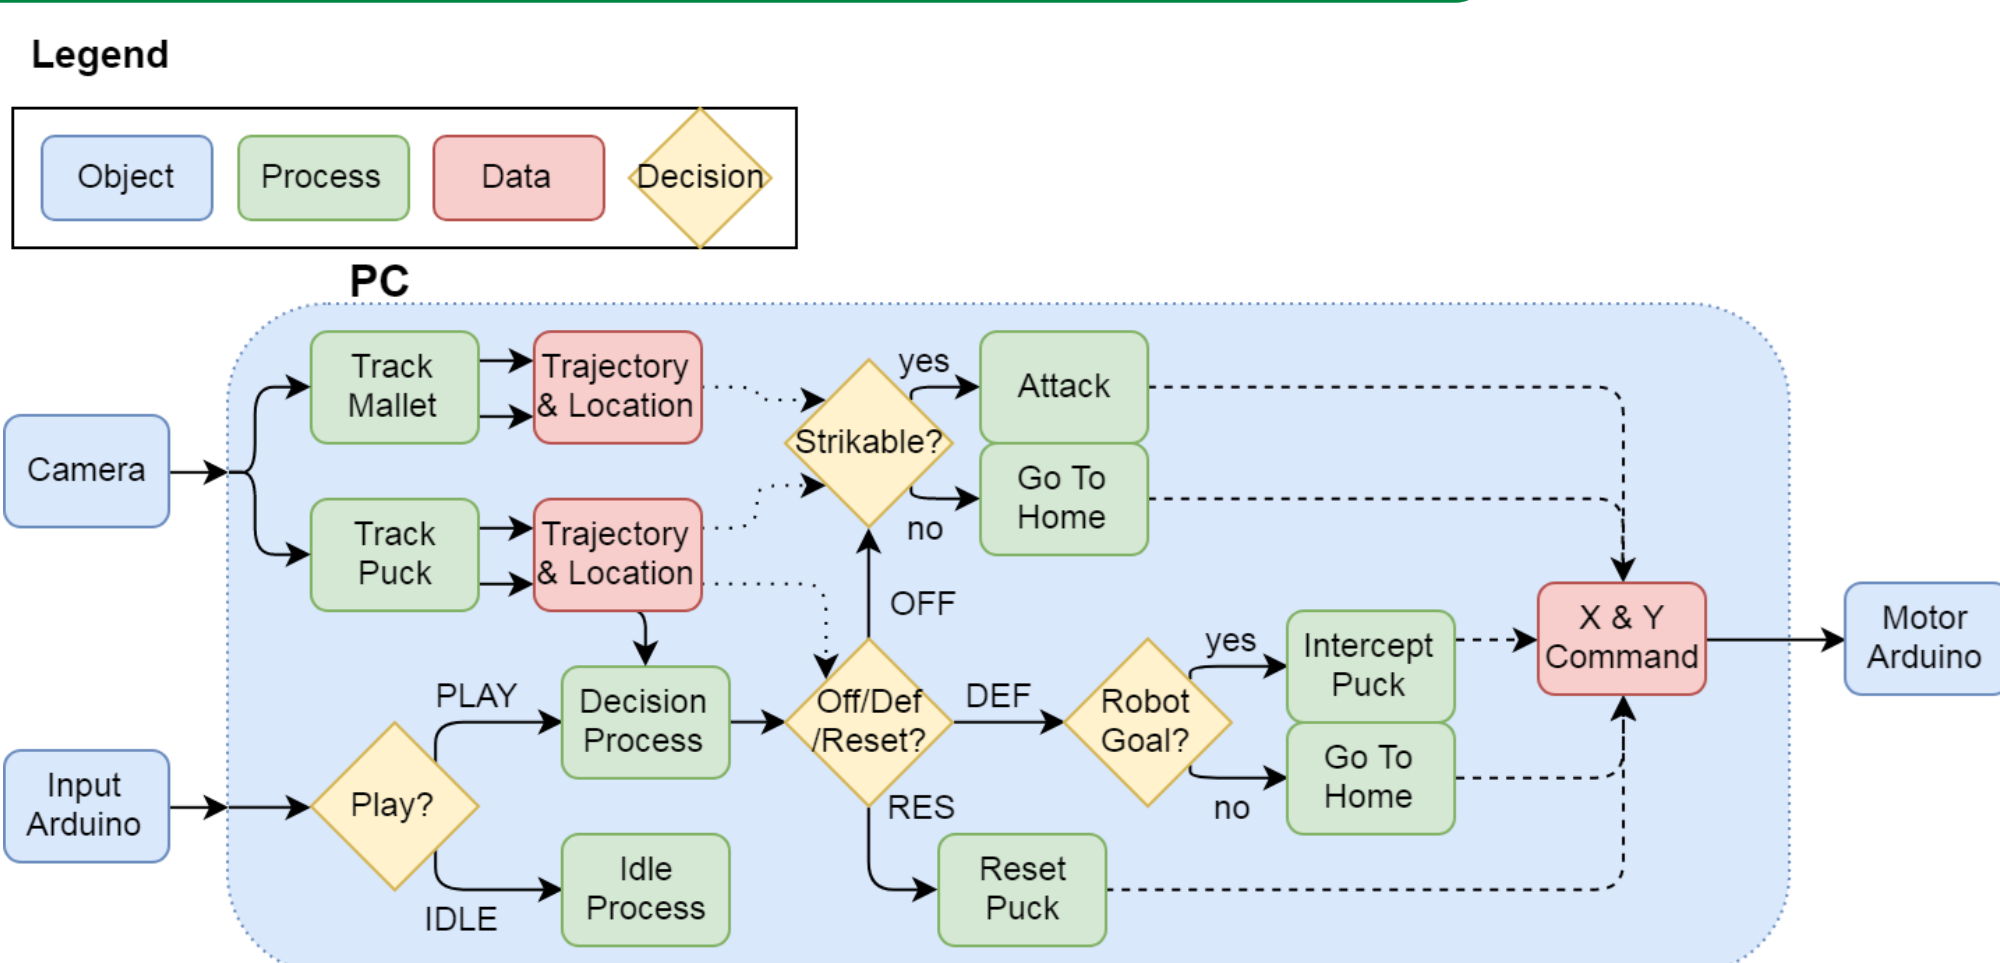 Legend
Object
Process
Data
Decision
PC
Track
Mallet
Trajectory
& Location
yes
Attack
Strikable?
Camera
Go To
Home
no
Track
Puck
Trajectory
& Location
OFF
X & Y
Command
Motor
Arduino
yes
Intercept
Puck
PLAY
Decision
Process
Off/Def
/Reset?
DEF
Robot
Goal?
Go To
Home
no
Input
Arduino
Play?
RES
Idle
Process
Reset
Puck
IDLE